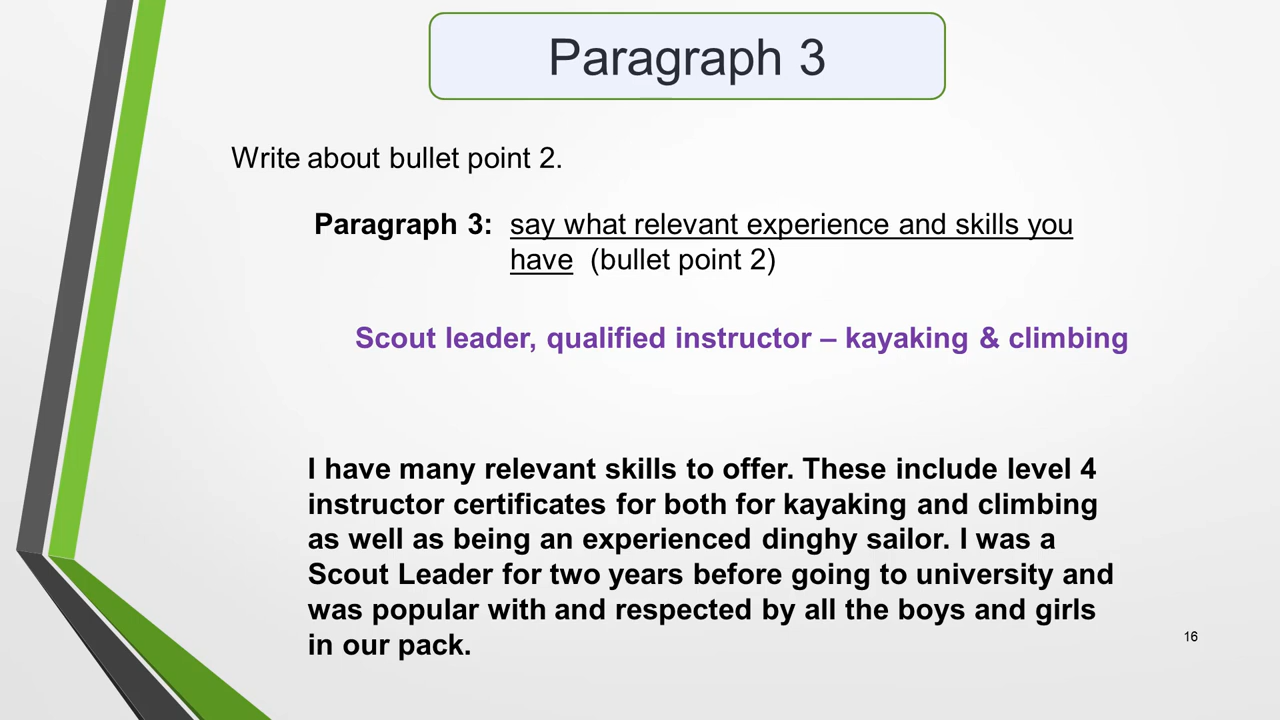 Paragraph 3
Write about bullet point 2.
Paragraph 3: say what relevant experience and skills you
have (bullet point 2)
Scout leader, qualified instructor – kayaking & climbing
I have many relevant skills to offer. These include level 4
instructor certificates for both for kayaking and climbing
as well as being an experienced dinghy sailor. I was a
Scout Leader for two years before going to university and
was popular with and respected by all the boys and girls
in our pack.
16